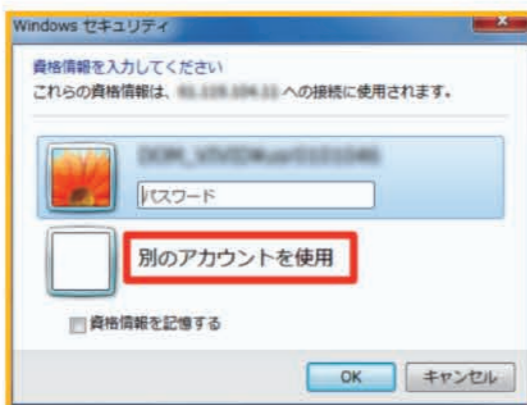 Windows セキュリティ
資格情報を入力してください
これらの資格情報は、 への接続に使用されます。
パスワード
別のアカウントを使用
資格情報を記憶する
OK
キャンセル